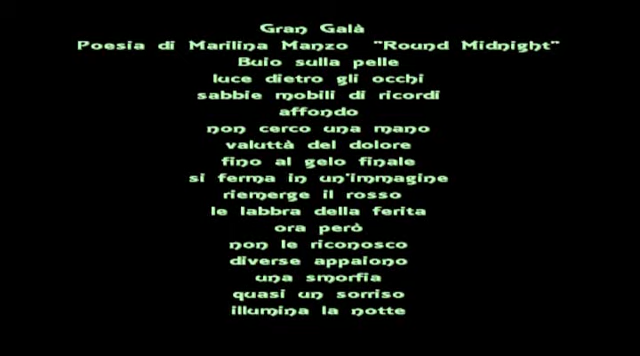 Gran Galà
Poesia di Marilina Manzo "Round Midnight"
Buio sulla pelle
luce dietro gli occhi
sabbie mobili di ricordi
affondo
non cerco una mano
valuttà del dolore
fino al gelo finale
si ferma in un'immagine
riemerge il rosso
le labbra della ferita
ora però
non le riconosco
diverse appaiono
una smorfia
quasi un sorriso
illumina la notte